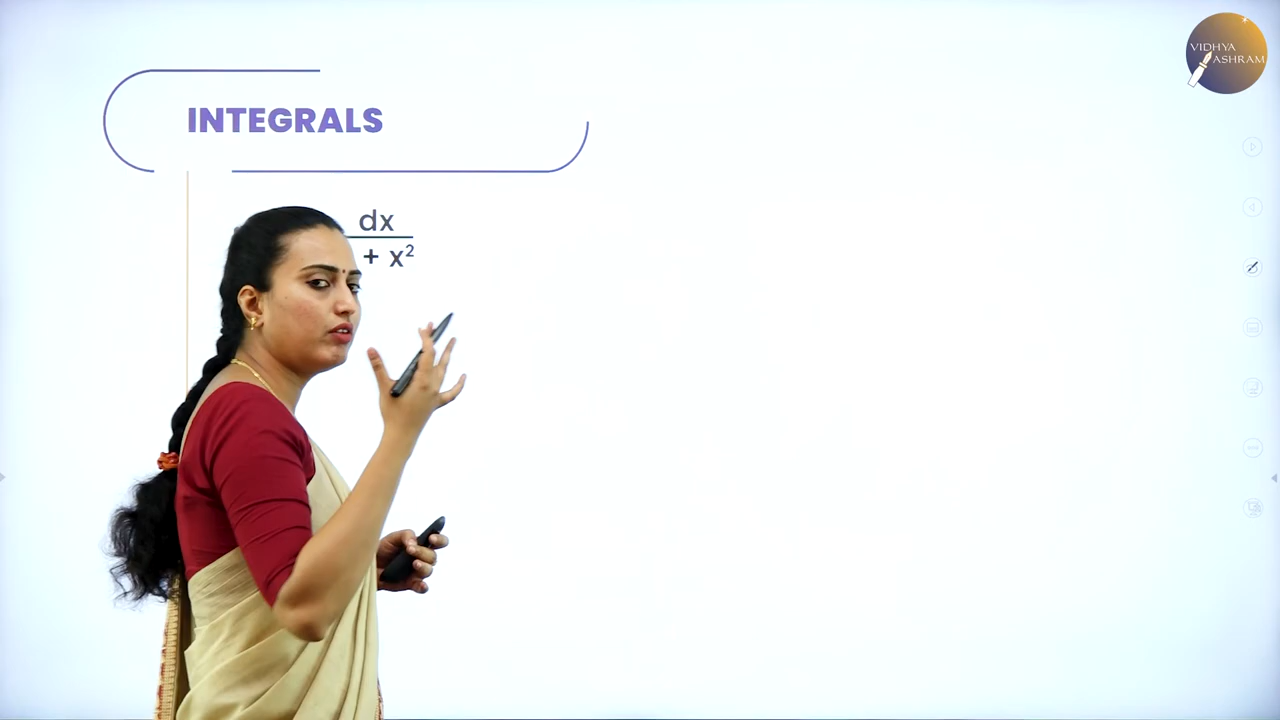 VIDHYA
ASHRAM
INTEGRALS
dx
+ x²